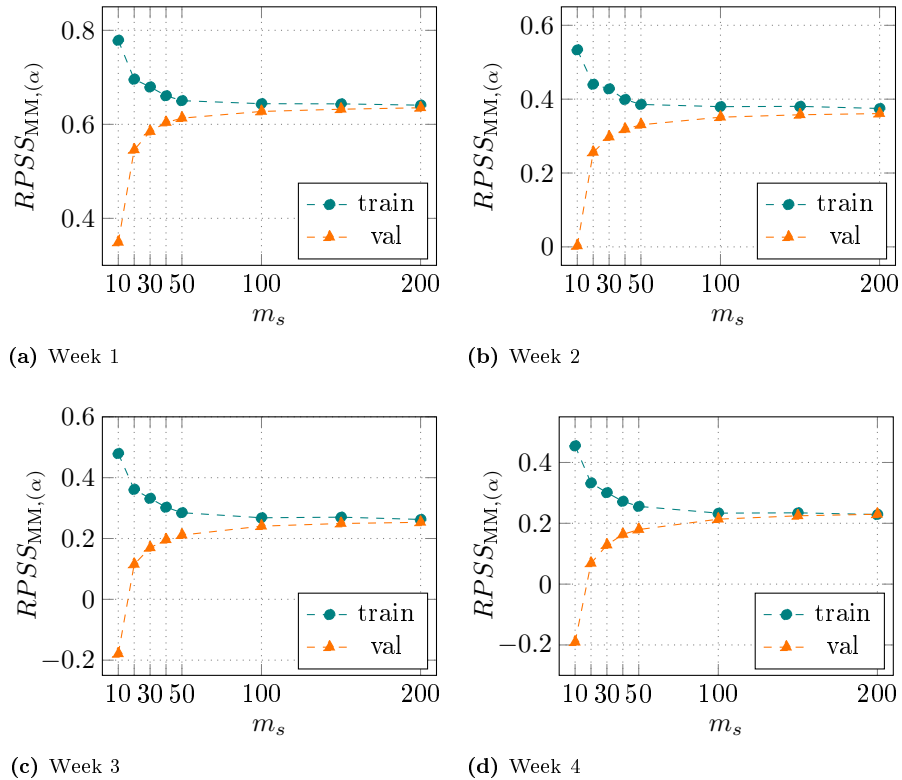 0.8
0.6
0.4
RPSS_MM,(α)
10 30 50 100 200
m_s
train
val
(a) Week 1
0.6
0.4
0.2
0
RPSS_MM,(α)
10 30 50 100 200
m_s
train
val
(b) Week 2
0.6
0.4
0.2
0
−0.2
RPSS_MM,(α)
10 30 50 100 200
m_s
train
val
(c) Week 3
0.4
0.2
0
−0.2
RPSS_MM,(α)
10 30 50 100 200
m_s
train
val
(d) Week 4